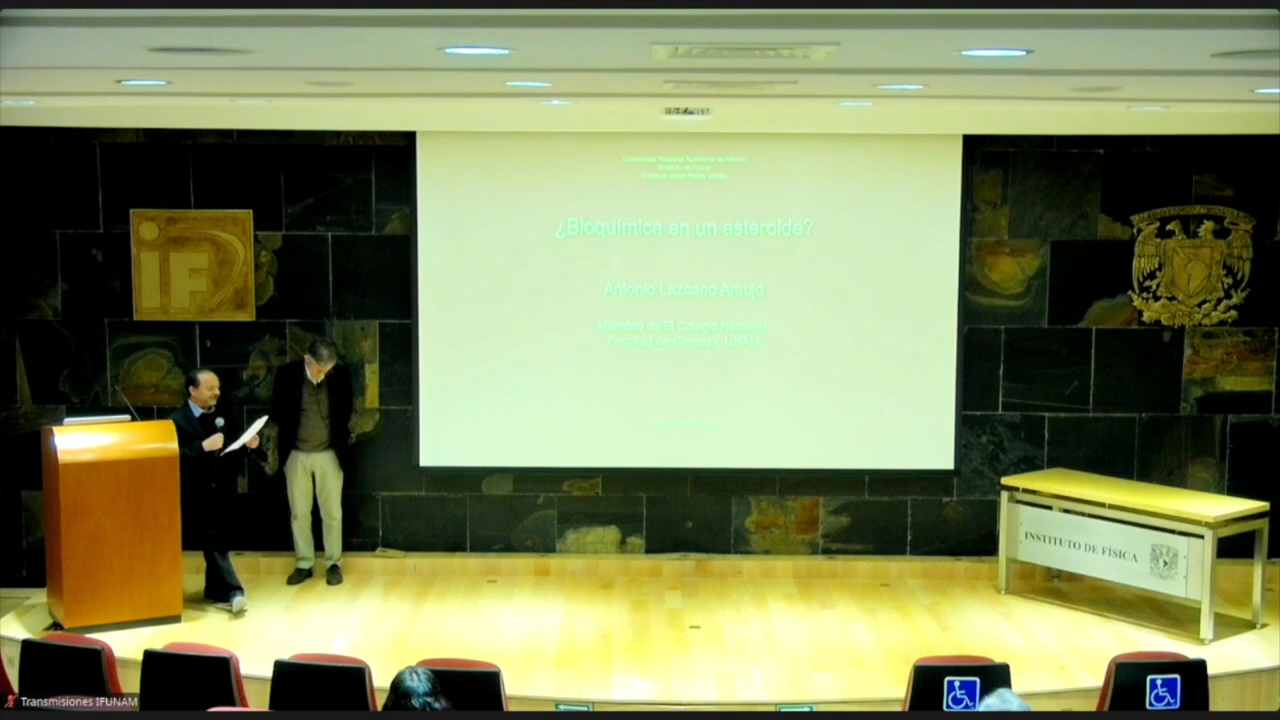 Universidad Nacional Autónoma de México
Instituto de Física
¿Bioquímica en un asteroide?
Antonio Lazcano Araujo
Miembro de El Colegio Nacional
Facultad de Ciencias, UNAM
iF
INSTITUTO DE FÍSICA
Transmisiones IFUNAM